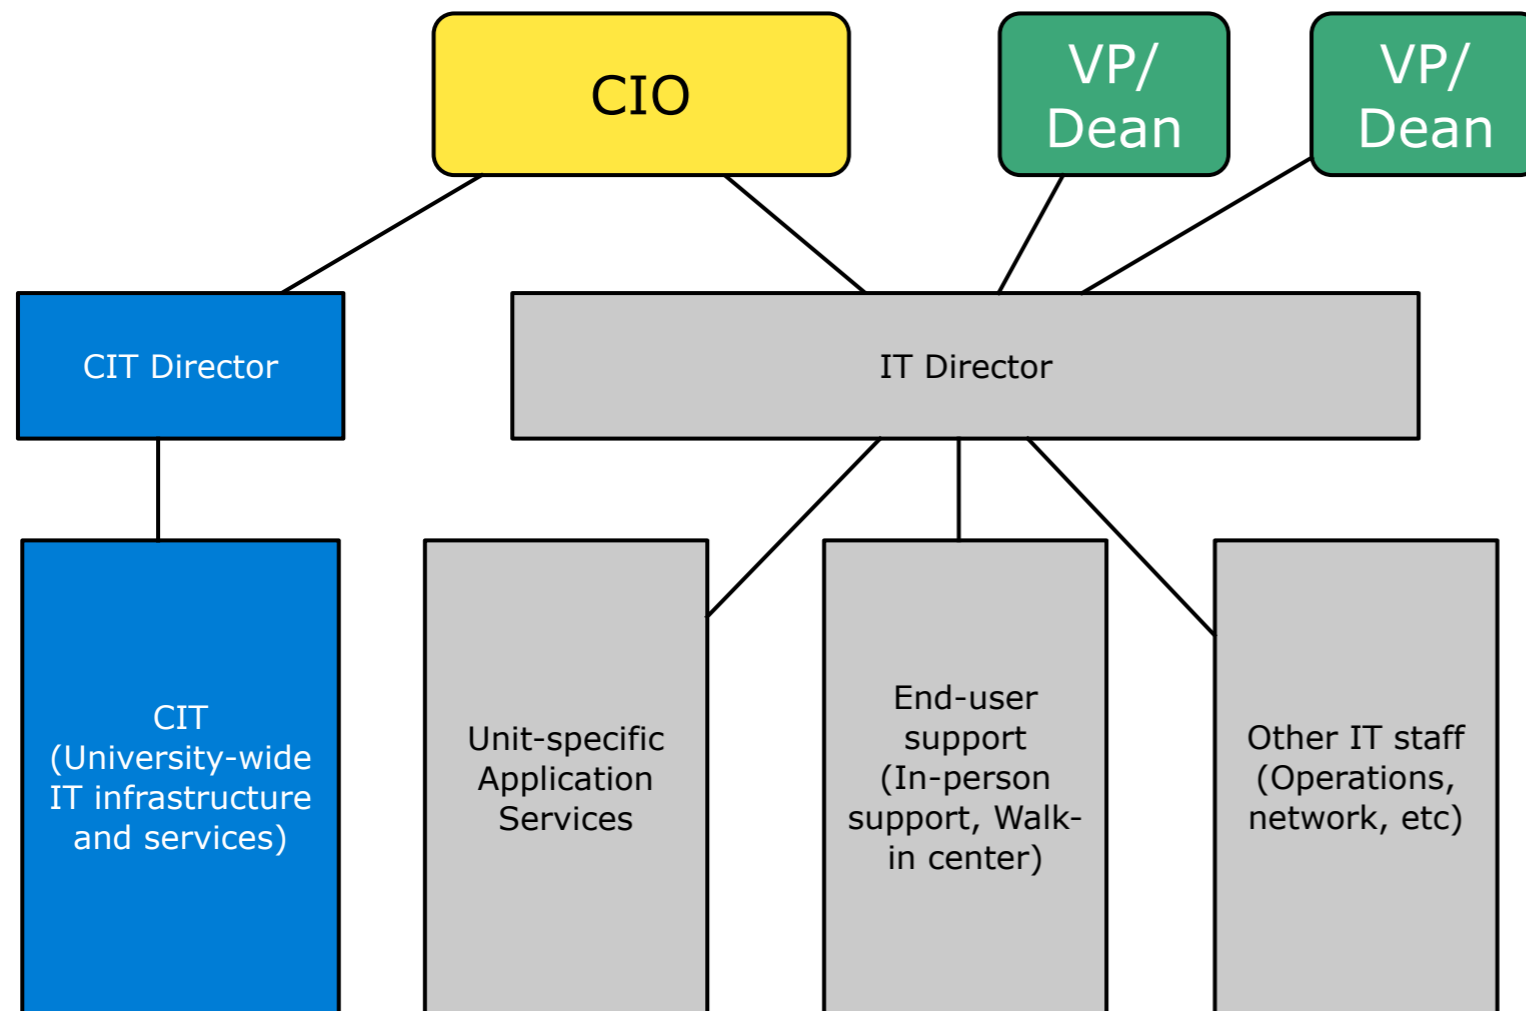 CIO
VP/
Dean
VP/
Dean
CIT Director
IT Director
CIT
(University-wide
IT infrastructure
and services)
Unit-specific
Application
Services
End-user
support
(In-person
support, Walk-
in center)
Other IT staff
(Operations,
network, etc)